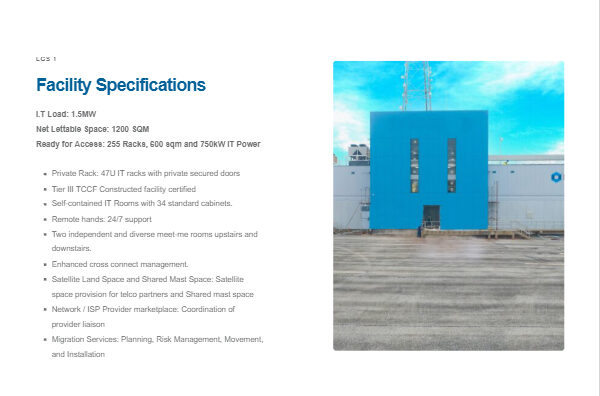 LGS 1
Facility Specifications
I.T Load: 1.5MW
Net Lettable Space: 1200 SQM
Ready for Access: 255 Racks, 600 sqm and 750kW IT Power
Private Rack: 47U IT racks with private secured doors
Tier III TCCF Constructed facility certified
Self-contained IT Rooms with 34 standard cabinets.
Remote hands: 24/7 support
Two independent and diverse meet-me rooms upstairs and
downstairs.
Enhanced cross connect management.
Satellite Land Space and Shared Mast Space: Satellite
space provision for telco partners and Shared mast space
Network / ISP Provider marketplace: Coordination of
provider liaison
Migration Services: Planning, Risk Management, Movement,
and Installation